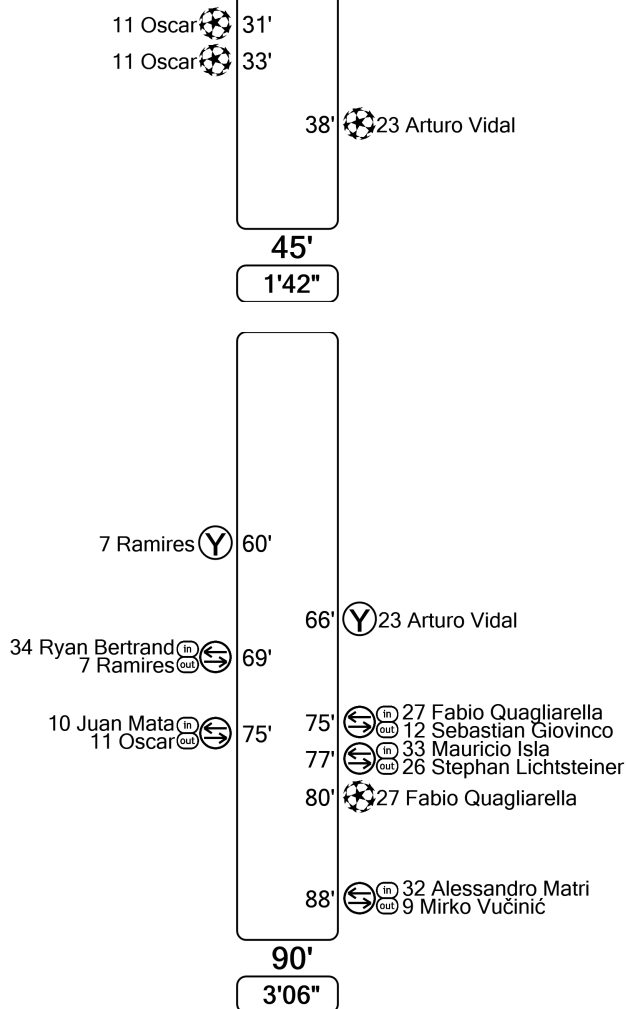 11 Oscar 31'
11 Oscar 33'
38' 23 Arturo Vidal
45'
1'42"
7 Ramires Y 60'
66' Y 23 Arturo Vidal
34 Ryan Bertrand in
7 Ramires out
69'
10 Juan Mata in
11 Oscar out
75'
75'
in 27 Fabio Quagliarella
out 12 Sebastian Giovinco
77'
in 33 Mauricio Isla
out 26 Stephan Lichtsteiner
80' 27 Fabio Quagliarella
88'
in 32 Alessandro Matri
out 9 Mirko Vučinić
90'
3'06"